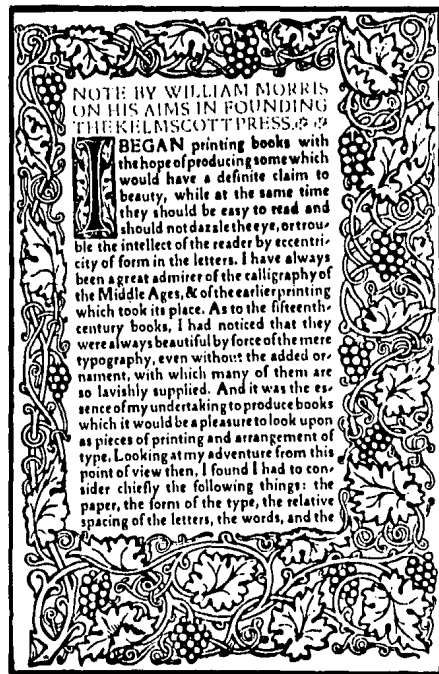 NOTE BY WILLIAM MORRIS
ON HIS AIMS IN FOUNDING
THE KELMSCOTT PRESS.
I BEGAN printing books with
the hope of producing some which
would have a definite claim to
beauty, while at the same time
they should be easy to read and
should not dazzle the eye, or trou-
ble the intellect of the reader by eccentri-
city of form in the letters. I have always
been a great admirer of the calligraphy of
the Middle Ages, & of the earlier printing
which took its place. As to the fifteenth-
century books, I had noticed that they
were always beautiful by force of the mere
typography, even without the added or-
nament, with which many of them are
so lavishly supplied. And it was the es-
sence of my undertaking to produce books
which it would be a pleasure to look upon
as pieces of printing and arrangement of
type. Looking at my adventure from this
point of view then, I found I had to con-
sider chiefly the following things: the
paper, the form of the type, the relative
spacing of the letters, the words, and the